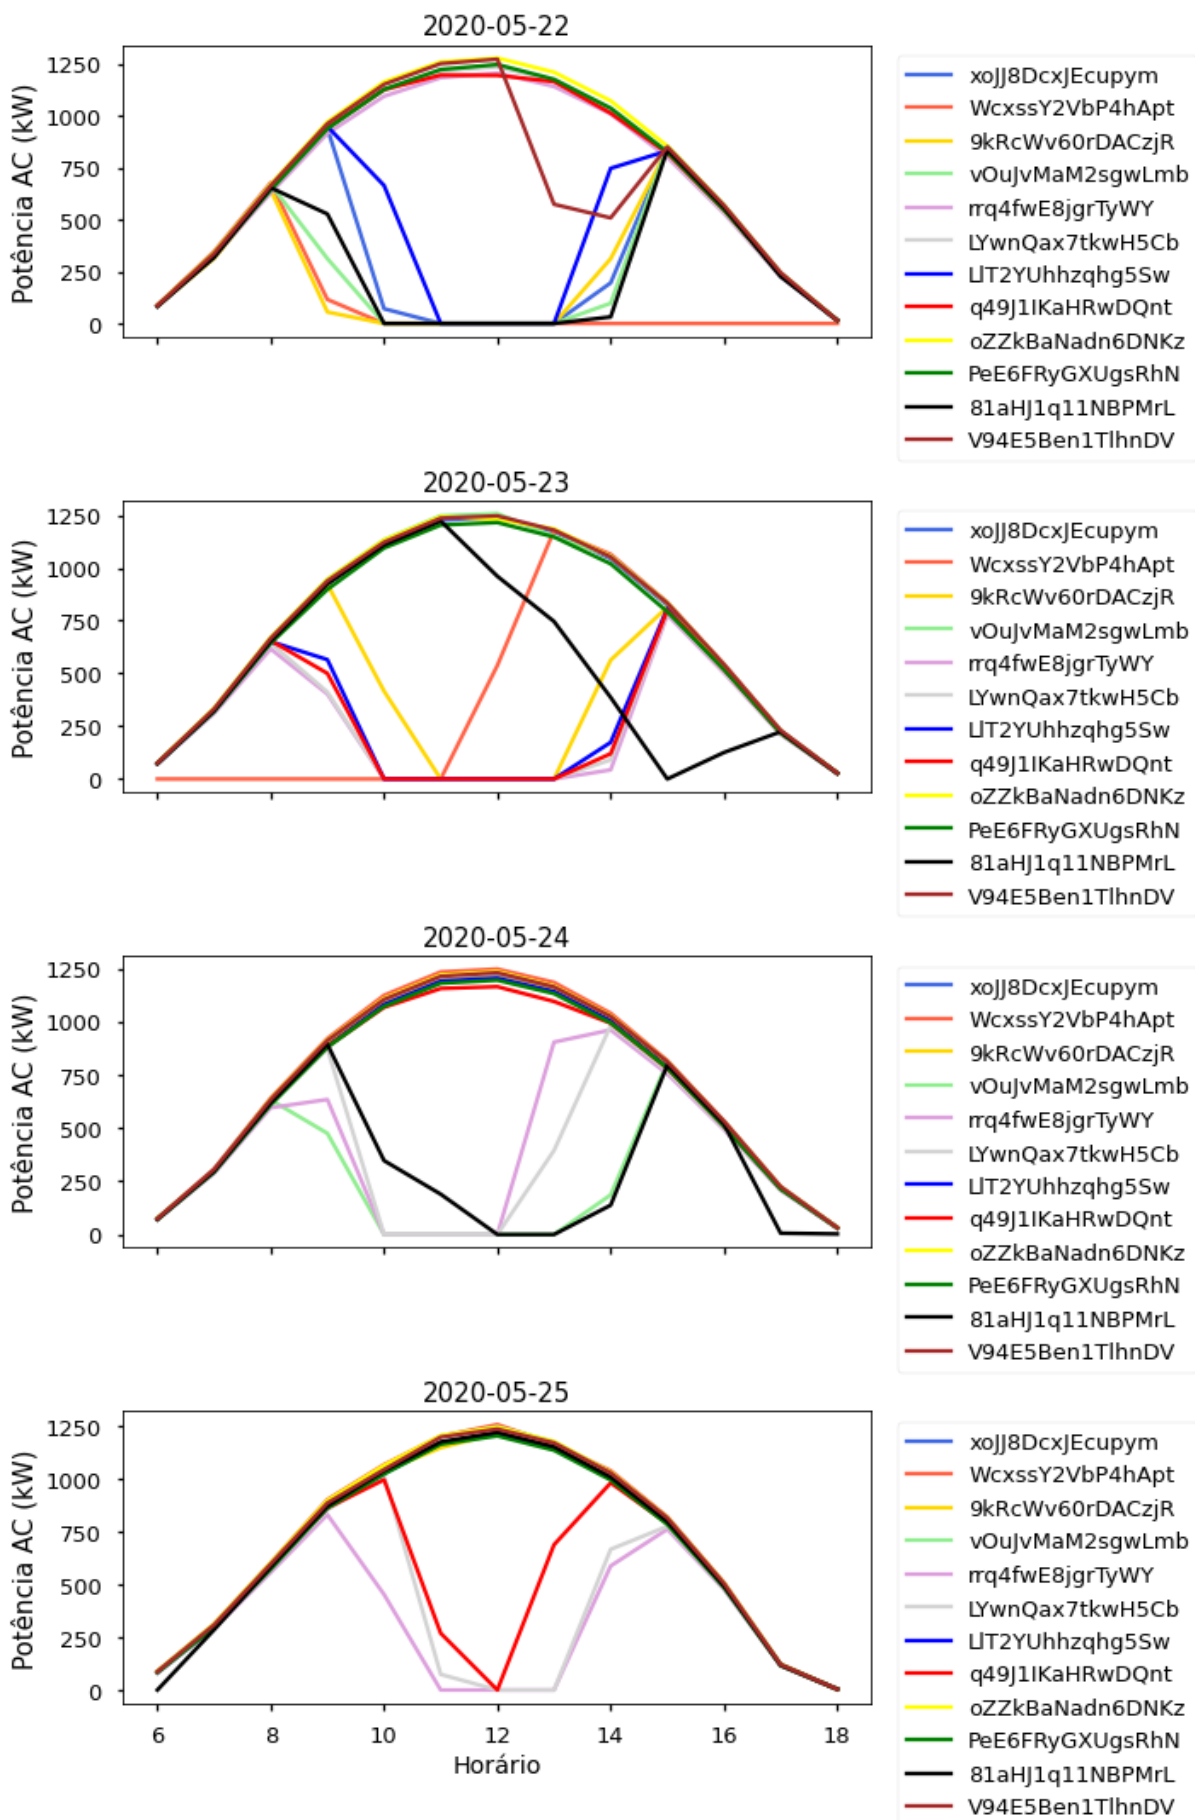 2020-05-22
Potência AC (kW)
1250
1000
750
500
250
0
xoJJ8DcxJEcupym
WcxssY2VbP4hApt
9kRcWv60rDACzjR
vOuJvMaM2sgwLmb
rrq4fwE8jgrTyWY
LYwnQax7tkwH5Cb
LlT2YUhhzqhg5Sw
q49J1IKaHRwDQnt
oZZkBaNadn6DNKz
PeE6FRyGXUgsRhN
81aHJ1q11NBPMrL
V94E5Ben1TlhnDV
2020-05-23
Potência AC (kW)
1250
1000
750
500
250
0
xoJJ8DcxJEcupym
WcxssY2VbP4hApt
9kRcWv60rDACzjR
vOuJvMaM2sgwLmb
rrq4fwE8jgrTyWY
LYwnQax7tkwH5Cb
LlT2YUhhzqhg5Sw
q49J1IKaHRwDQnt
oZZkBaNadn6DNKz
PeE6FRyGXUgsRhN
81aHJ1q11NBPMrL
V94E5Ben1TlhnDV
2020-05-24
Potência AC (kW)
1250
1000
750
500
250
0
xoJJ8DcxJEcupym
WcxssY2VbP4hApt
9kRcWv60rDACzjR
vOuJvMaM2sgwLmb
rrq4fwE8jgrTyWY
LYwnQax7tkwH5Cb
LlT2YUhhzqhg5Sw
q49J1IKaHRwDQnt
oZZkBaNadn6DNKz
PeE6FRyGXUgsRhN
81aHJ1q11NBPMrL
V94E5Ben1TlhnDV
2020-05-25
Potência AC (kW)
1250
1000
750
500
250
0
6 8 10 12 14 16 18
Horário
xoJJ8DcxJEcupym
WcxssY2VbP4hApt
9kRcWv60rDACzjR
vOuJvMaM2sgwLmb
rrq4fwE8jgrTyWY
LYwnQax7tkwH5Cb
LlT2YUhhzqhg5Sw
q49J1IKaHRwDQnt
oZZkBaNadn6DNKz
PeE6FRyGXUgsRhN
81aHJ1q11NBPMrL
V94E5Ben1TlhnDV